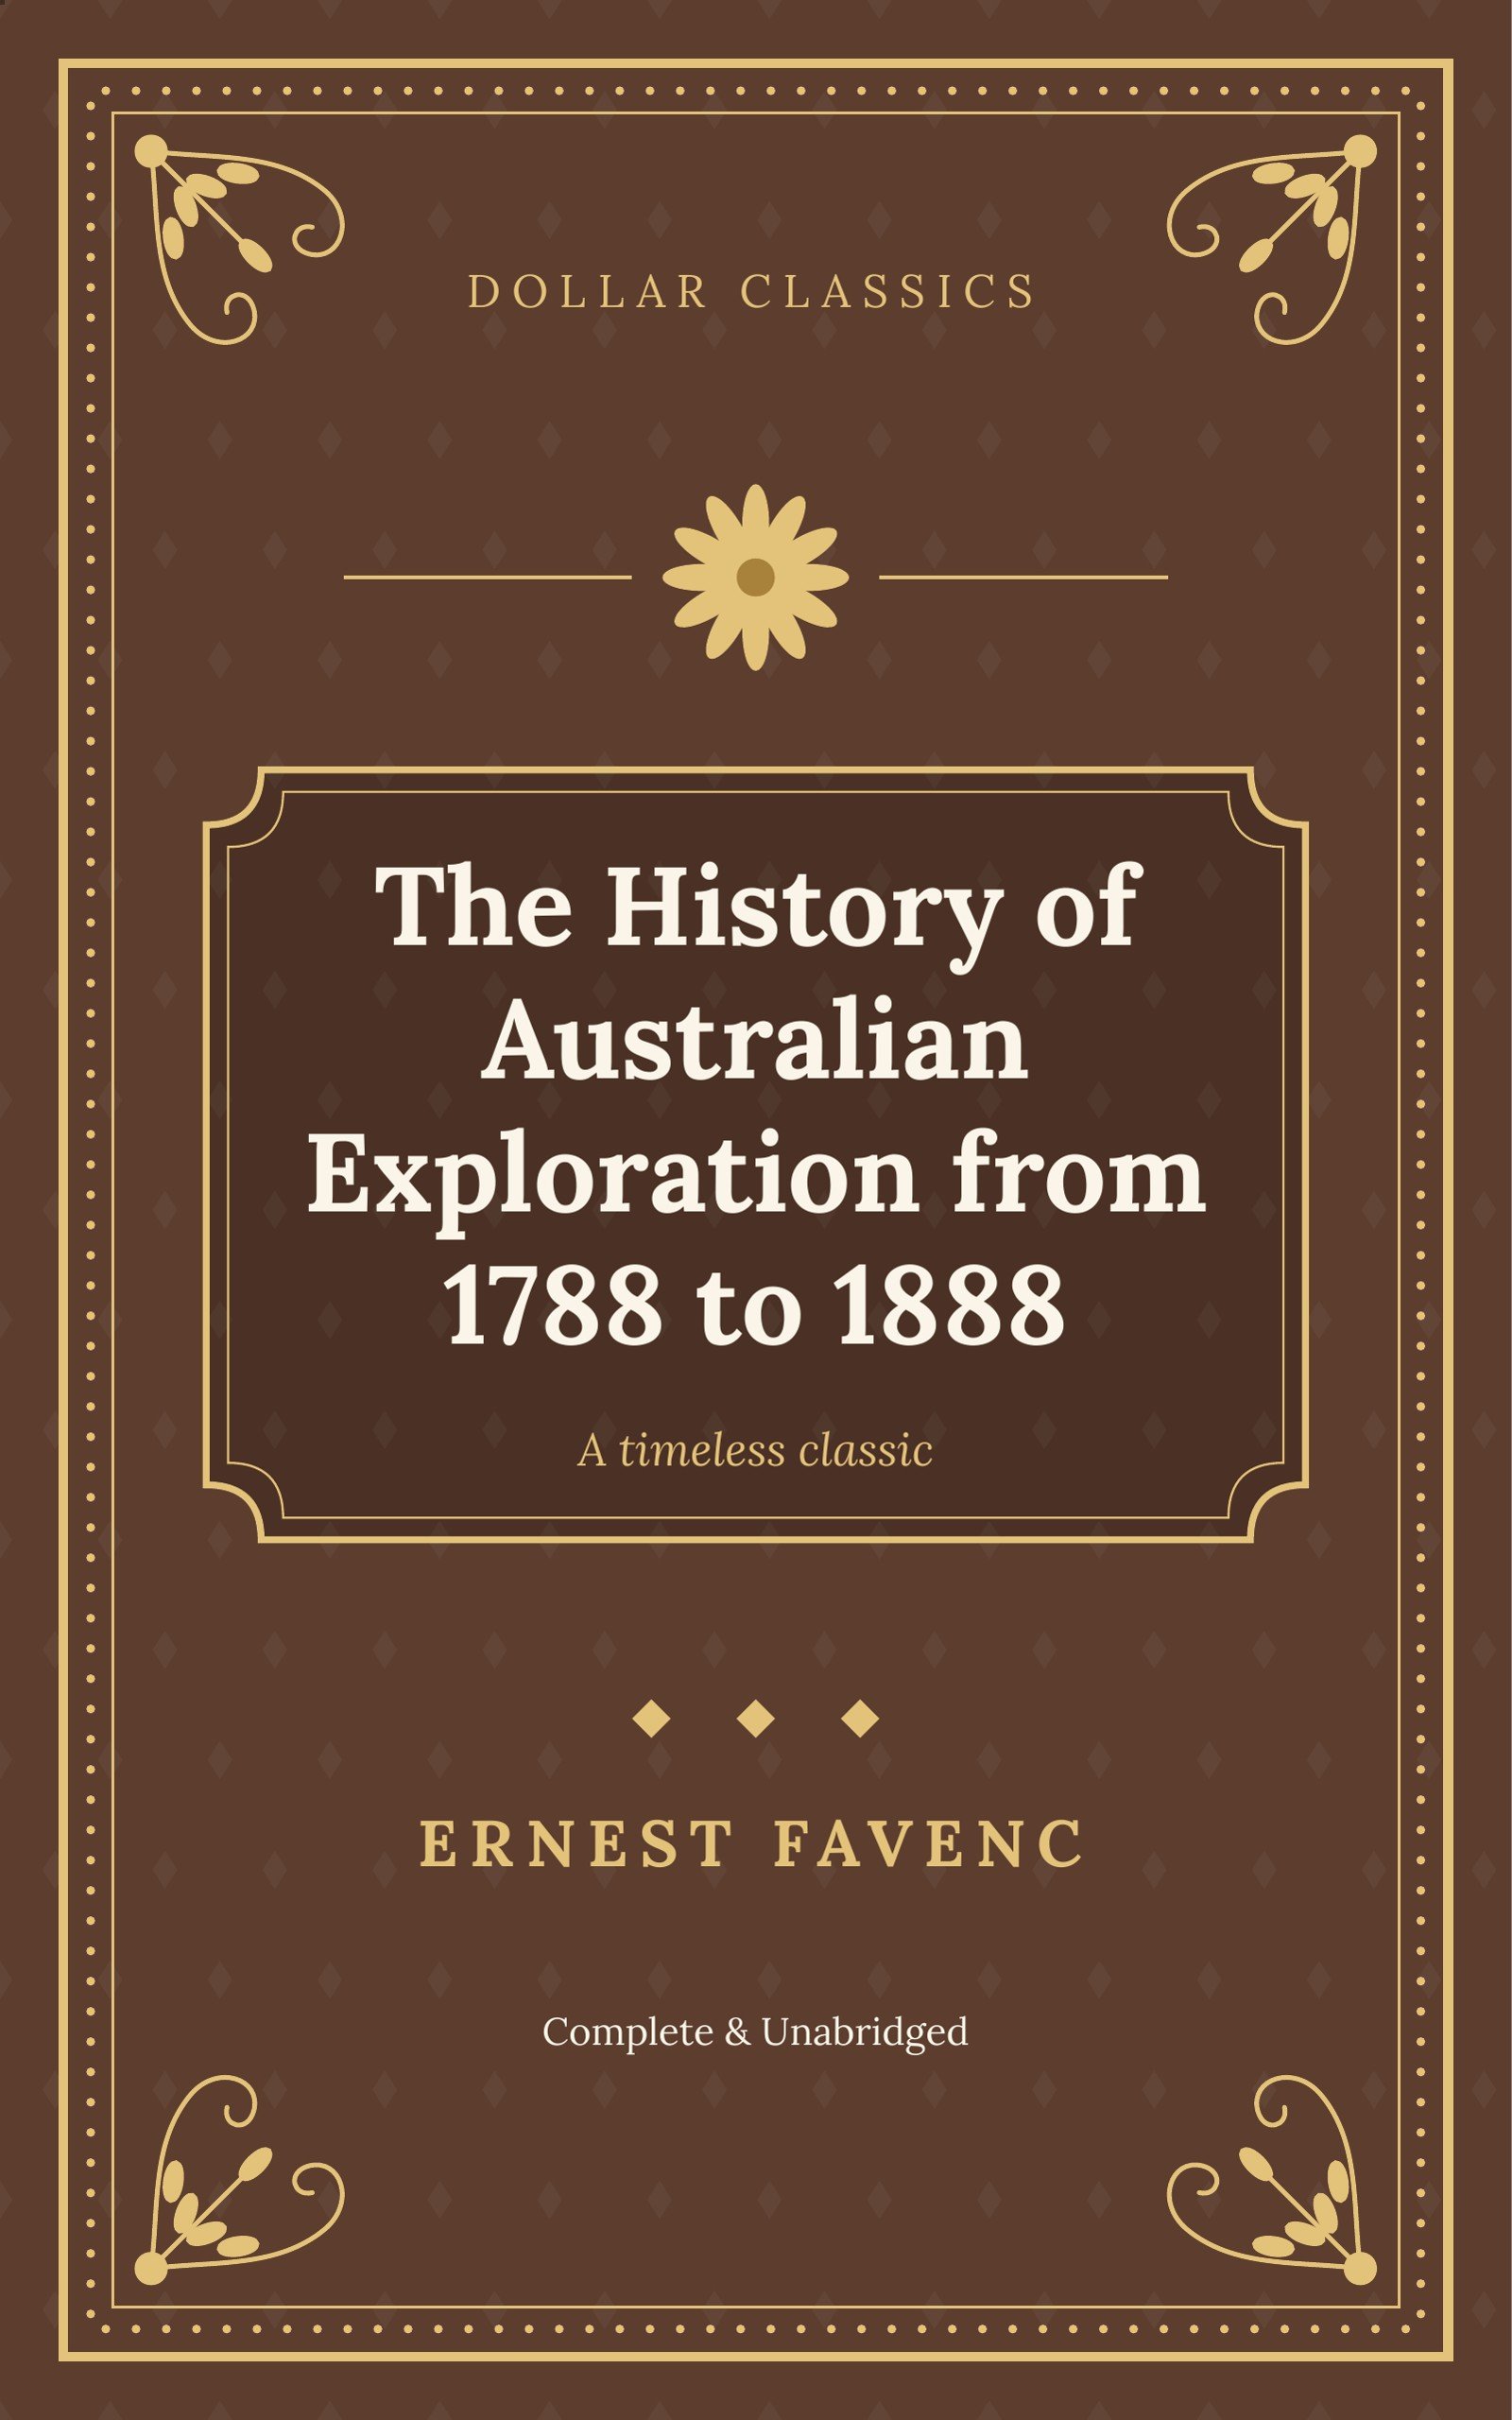 DOLLAR CLASSICS
The History of
Australian
Exploration from
1788 to 1888
A timeless classic
ERNEST FAVENC
Complete & Unabridged